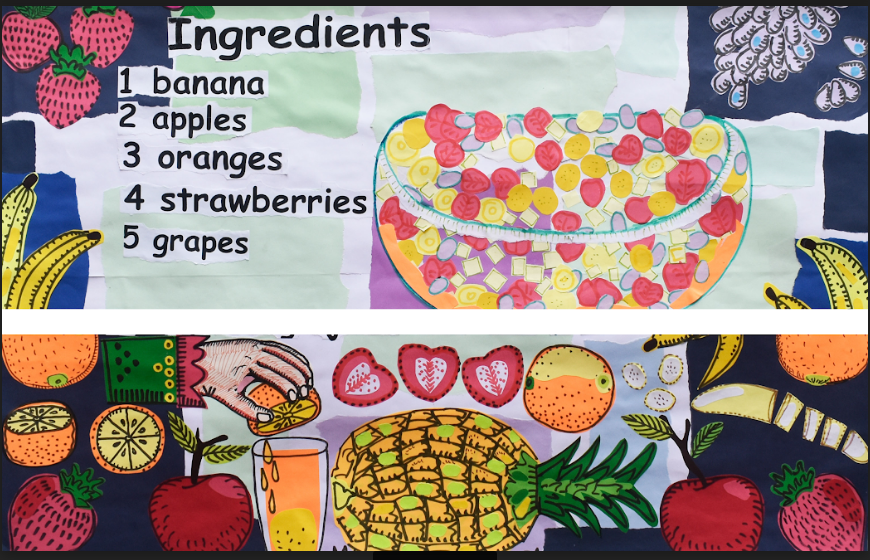 Ingredients
1 banana
2 apples
3 oranges
4 strawberries
5 grapes